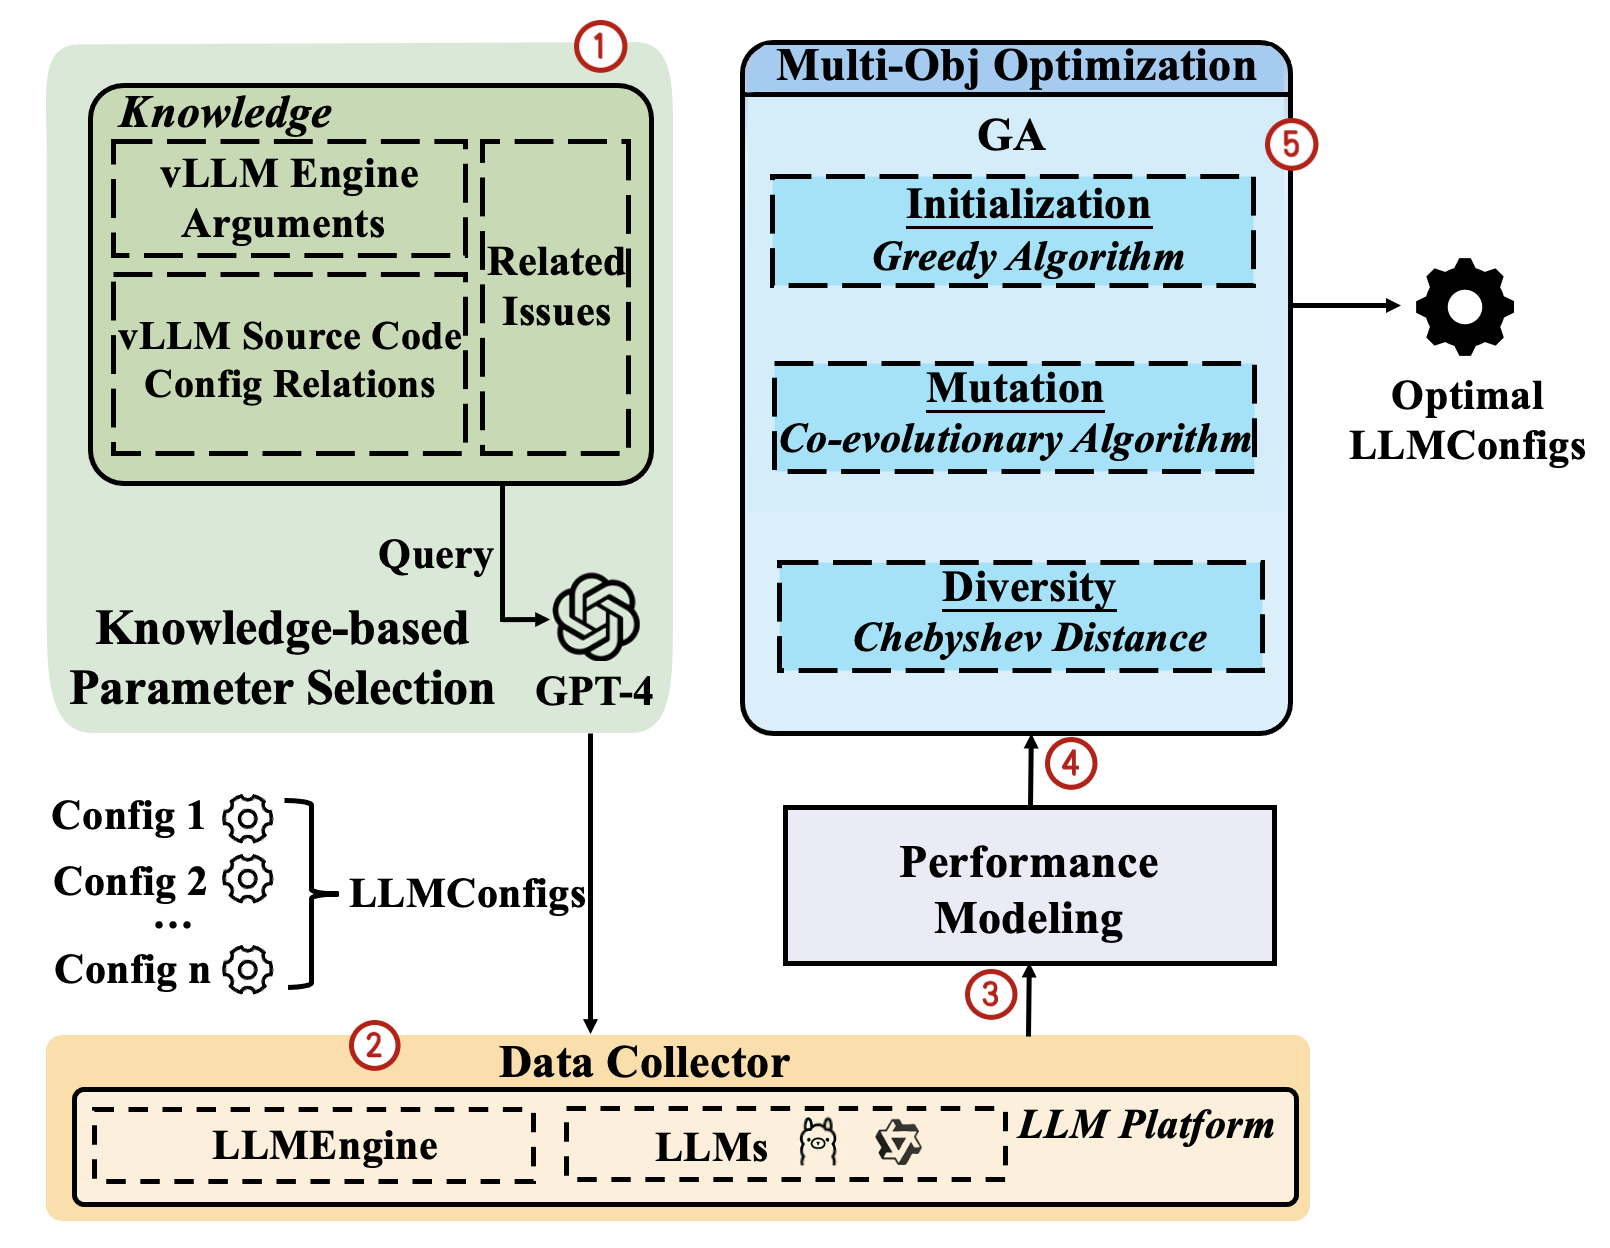 ①
Knowledge
vLLM Engine
Arguments
vLLM Source Code
Config Relations
Related
Issues
Query
GPT-4
Knowledge-based
Parameter Selection
Config 1
Config 2
...
Config n
LLMConfigs
②
Data Collector
LLMEngine
LLMs
LLM Platform
③
Performance
Modeling
④
Multi-Obj Optimization
⑤
GA
Initialization
Greedy Algorithm
Mutation
Co-evolutionary Algorithm
Diversity
Chebyshev Distance
Optimal
LLMConfigs